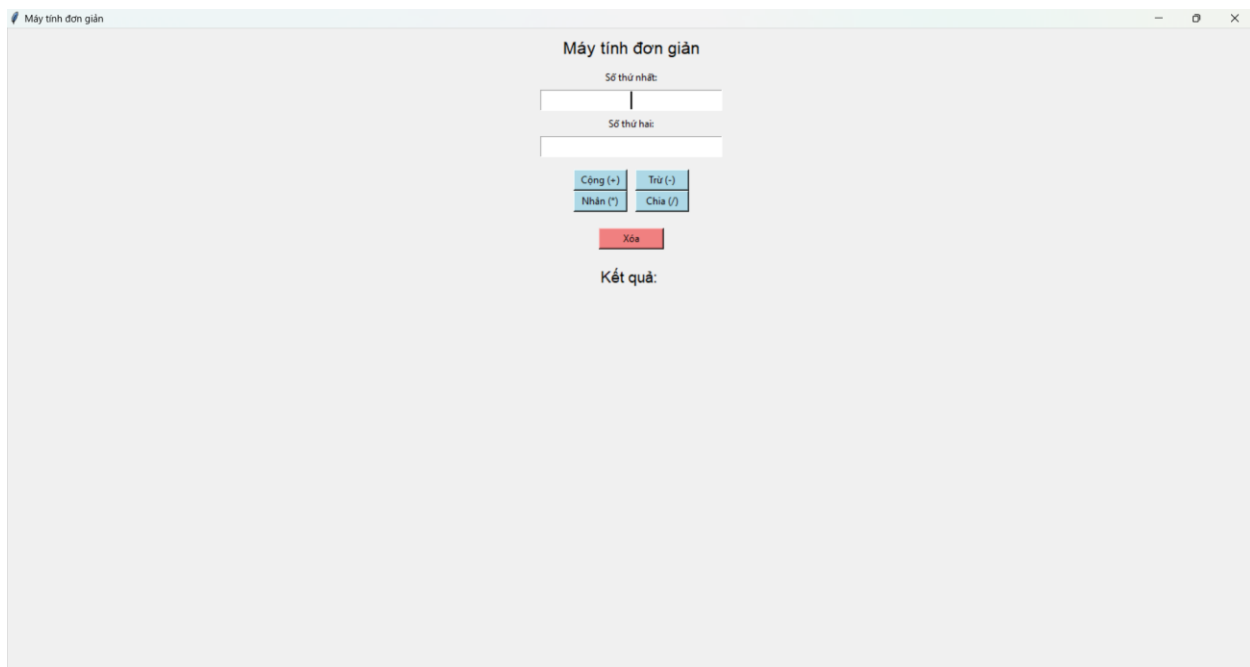 Máy tính đơn giản
Máy tính đơn giản
Số thứ nhất:
Số thứ hai:
Cộng (+) Trừ (-)
Nhân (*) Chia (/)
Xóa
Kết quả: